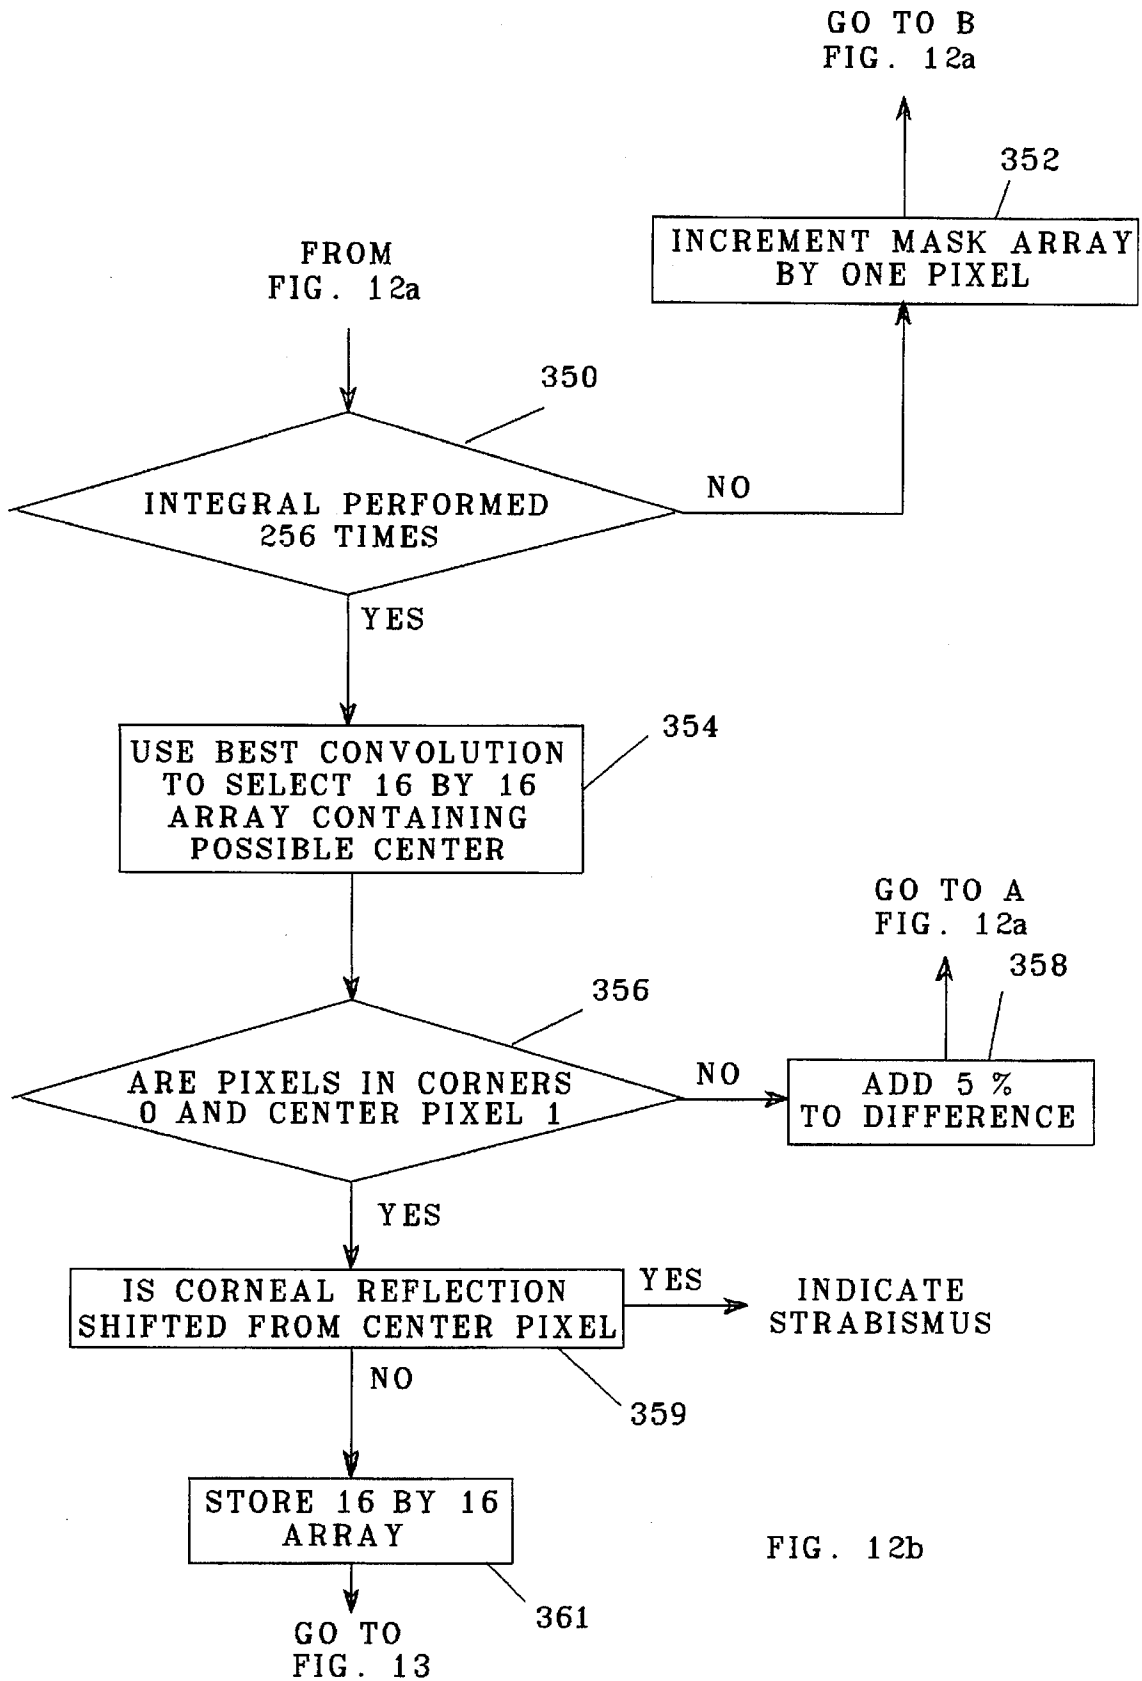 GO TO B
FIG. 12a
352
INCREMENT MASK ARRAY
BY ONE PIXEL
FROM
FIG. 12a
350
INTEGRAL PERFORMED
256 TIMES
NO
YES
354
USE BEST CONVOLUTION
TO SELECT 16 BY 16
ARRAY CONTAINING
POSSIBLE CENTER
GO TO A
FIG. 12a
358
356
ARE PIXELS IN CORNERS
0 AND CENTER PIXEL 1
NO
ADD 5 %
TO DIFFERENCE
YES
IS CORNEAL REFLECTION
SHIFTED FROM CENTER PIXEL
YES
INDICATE
STRABISMUS
NO
359
STORE 16 BY 16
ARRAY
361
GO TO
FIG. 13
FIG. 12b